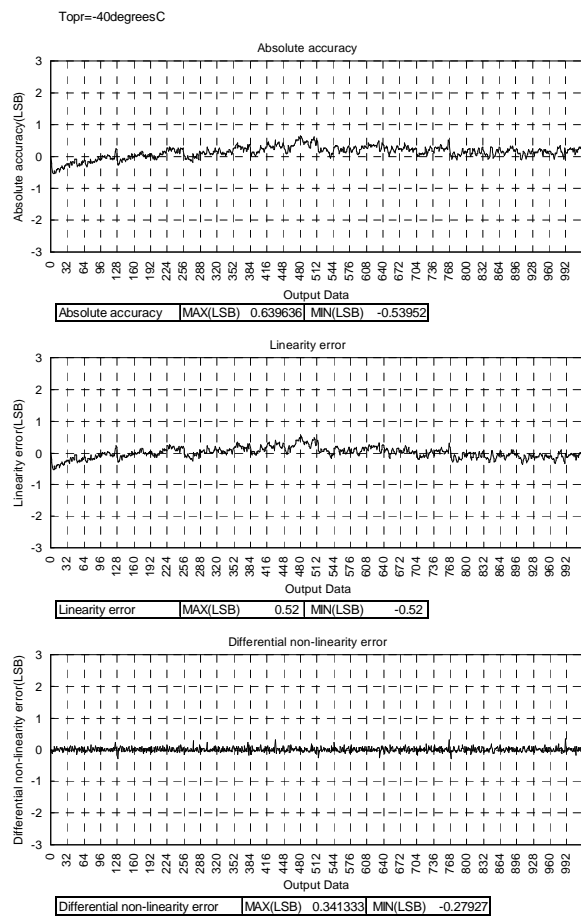 Topr=-40degreesC
Absolute accuracy
Absolute accuracy(LSB)
3
2
1
0
-1
-2
-3
0 32 64 96 128 160 192 224 256 288 320 352 384 416 448 480 512 544 576 608 640 672 704 736 768 800 832 864 896 928 960 992
Output Data
Absolute accuracy MAX(LSB) 0.639636 MIN(LSB) -0.53952
Linearity error
Linearity error(LSB)
3
2
1
0
-1
-2
-3
0 32 64 96 128 160 192 224 256 288 320 352 384 416 448 480 512 544 576 608 640 672 704 736 768 800 832 864 896 928 960 992
Output Data
Linearity error MAX(LSB) 0.52 MIN(LSB) -0.52
Differential non-linearity error
Differential non-linearity error(LSB)
3
2
1
0
-1
-2
-3
0 32 64 96 128 160 192 224 256 288 320 352 384 416 448 480 512 544 576 608 640 672 704 736 768 800 832 864 896 928 960 992
Output Data
Differential non-linearity error MAX(LSB) 0.341333 MIN(LSB) -0.27927